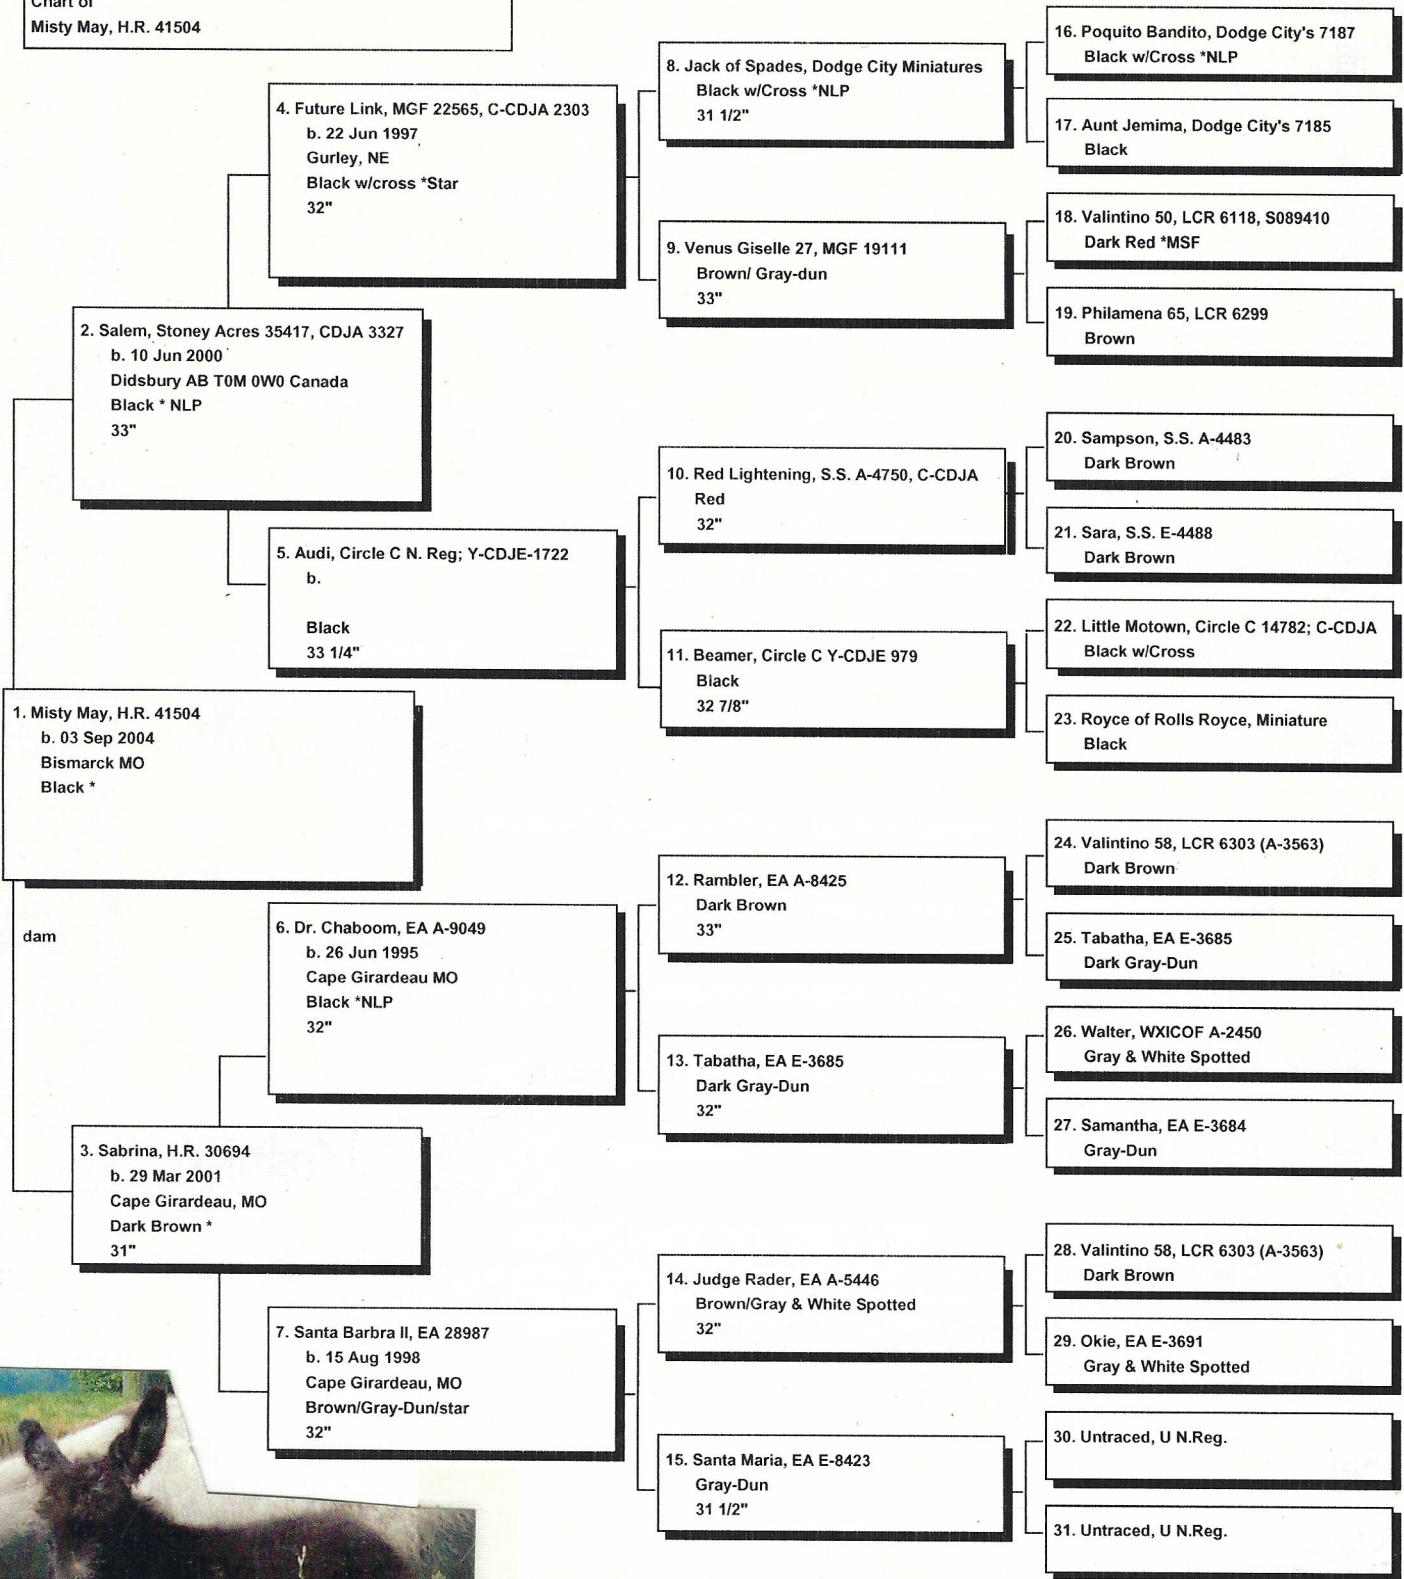 Chart of
Misty May, H.R. 41504
16. Poquito Bandito, Dodge City's 7187
Black w/Cross *NLP
8. Jack of Spades, Dodge City Miniatures
Black w/Cross *NLP
31 1/2"
4. Future Link, MGF 22565, C-CDJA 2303
b. 22 Jun 1997
Gurley, NE
Black w/cross *Star
32"
17. Aunt Jemima, Dodge City's 7185
Black
18. Valintino 50, LCR 6118, S089410
Dark Red *MSF
9. Venus Giselle 27, MGF 19111
Brown/ Gray-dun
33"
19. Philamena 65, LCR 6299
Brown
2. Salem, Stoney Acres 35417, CDJA 3327
b. 10 Jun 2000
Didsbury AB T0M 0W0 Canada
Black * NLP
33"
20. Sampson, S.S. A-4483
Dark Brown
10. Red Lightening, S.S. A-4750, C-CDJA
Red
32"
21. Sara, S.S. E-4488
Dark Brown
5. Audi, Circle C N. Reg; Y-CDJE-1722
b.
Black
33 1/4"
22. Little Motown, Circle C 14782; C-CDJA
Black w/Cross
11. Beamer, Circle C Y-CDJE 979
Black
32 7/8"
23. Royce of Rolls Royce, Miniature
Black
1. Misty May, H.R. 41504
b. 03 Sep 2004
Bismarck MO
Black *
24. Valintino 58, LCR 6303 (A-3563)
Dark Brown
12. Rambler, EA A-8425
Dark Brown
33"
25. Tabatha, EA E-3685
Dark Gray-Dun
dam
6. Dr. Chaboom, EA A-9049
b. 26 Jun 1995
Cape Girardeau MO
Black *NLP
32"
26. Walter, WXICOF A-2450
Gray & White Spotted
13. Tabatha, EA E-3685
Dark Gray-Dun
32"
27. Samantha, EA E-3684
Gray-Dun
3. Sabrina, H.R. 30694
b. 29 Mar 2001
Cape Girardeau, MO
Dark Brown *
31"
28. Valintino 58, LCR 6303 (A-3563)
Dark Brown
14. Judge Rader, EA A-5446
Brown/Gray & White Spotted
32"
29. Okie, EA E-3691
Gray & White Spotted
7. Santa Barbra II, EA 28987
b. 15 Aug 1998
Cape Girardeau, MO
Brown/Gray-Dun/star
32"
30. Untraced, U N.Reg.
15. Santa Maria, EA E-8423
Gray-Dun
31 1/2"
31. Untraced, U N.Reg.